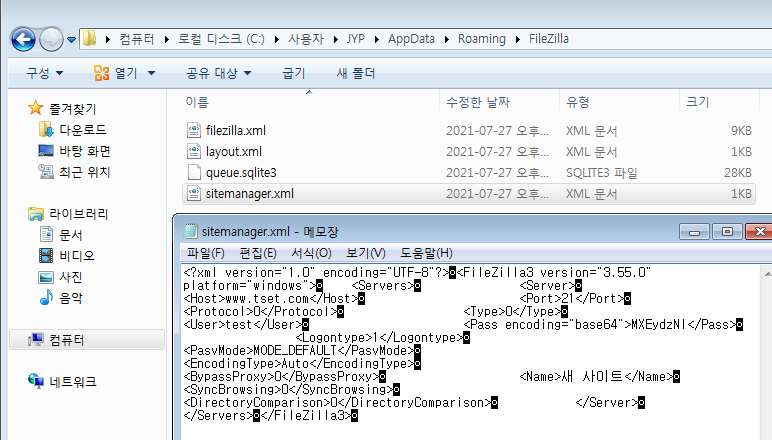 컴퓨터 ▸ 로컬 디스크 (C:) ▸ 사용자 ▸ JYP ▸ AppData ▸ Roaming ▸ FileZilla
구성 열기 공유 대상 굽기 새 폴더
즐겨찾기
다운로드
바탕 화면
최근 위치
라이브러리
문서
비디오
사진
음악
컴퓨터
네트워크
이름 수정한 날짜 유형 크기
filezilla.xml 2021-07-27 오후... XML 문서 9KB
layout.xml 2021-07-27 오후... XML 문서 1KB
queue.sqlite3 2021-07-27 오후... SQLITE3 파일 28KB
sitemanager.xml 2021-07-27 오후... XML 문서 1KB
sitemanager.xml - 메모장
파일(F) 편집(E) 서식(O) 보기(V) 도움말(H)
<?xml version="1.0" encoding="UTF-8"?><FileZilla3 version="3.55.0"
platform="windows"> <Servers> <Server>
<Host>www.tset.com</Host> <Port>21</Port>
<Protocol>0</Protocol> <Type>0</Type>
<User>test</User> <Pass encoding="base64">MXEydzNl</Pass>
<Logontype>1</Logontype>
<PasvMode>MODE_DEFAULT</PasvMode>
<EncodingType>Auto</EncodingType>
<BypassProxy>0</BypassProxy> <Name>새 사이트</Name>
<SyncBrowsing>0</SyncBrowsing>
<DirectoryComparison>0</DirectoryComparison> </Server>
</Servers></FileZilla3>